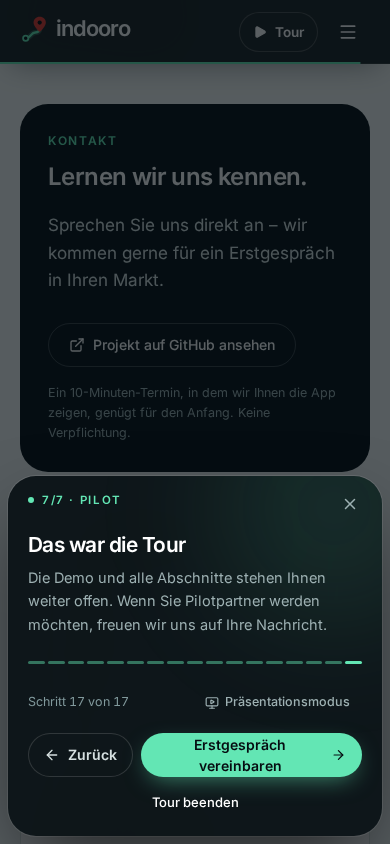 indooro
Tour
KONTAKT
Lernen wir uns kennen.
Sprechen Sie uns direkt an – wir
kommen gerne für ein Erstgespräch
in Ihren Markt.
Projekt auf GitHub ansehen
Ein 10-Minuten-Termin, in dem wir Ihnen die App
zeigen, genügt für den Anfang. Keine
Verpflichtung.
7/7 · PILOT
Das war die Tour
Die Demo und alle Abschnitte stehen Ihnen
weiter offen. Wenn Sie Pilotpartner werden
möchten, freuen wir uns auf Ihre Nachricht.
Schritt 17 von 17
Präsentationsmodus
Zurück
Erstgespräch
vereinbaren
Tour beenden